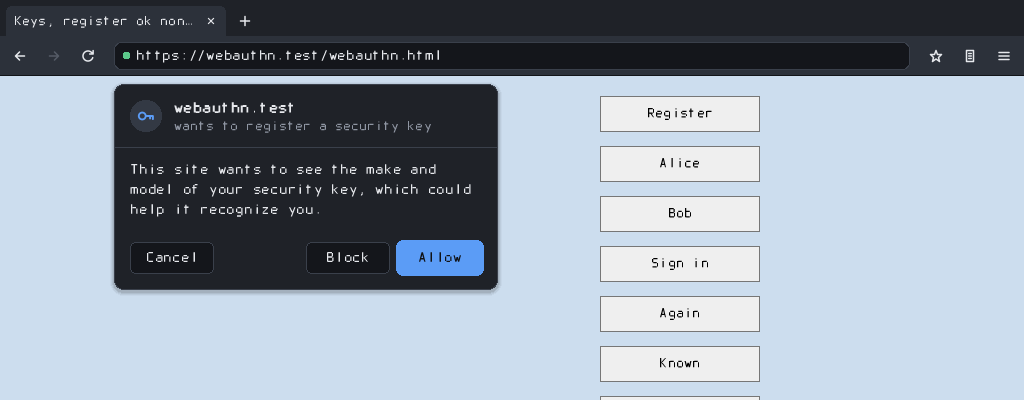 Keys, register ok non…
https://webauthn.test/webauthn.html
webauthn.test
wants to register a security key
This site wants to see the make and
model of your security key, which could
help it recognize you.
Cancel
Block
Allow
Register
Alice
Bob
Sign in
Again
Known